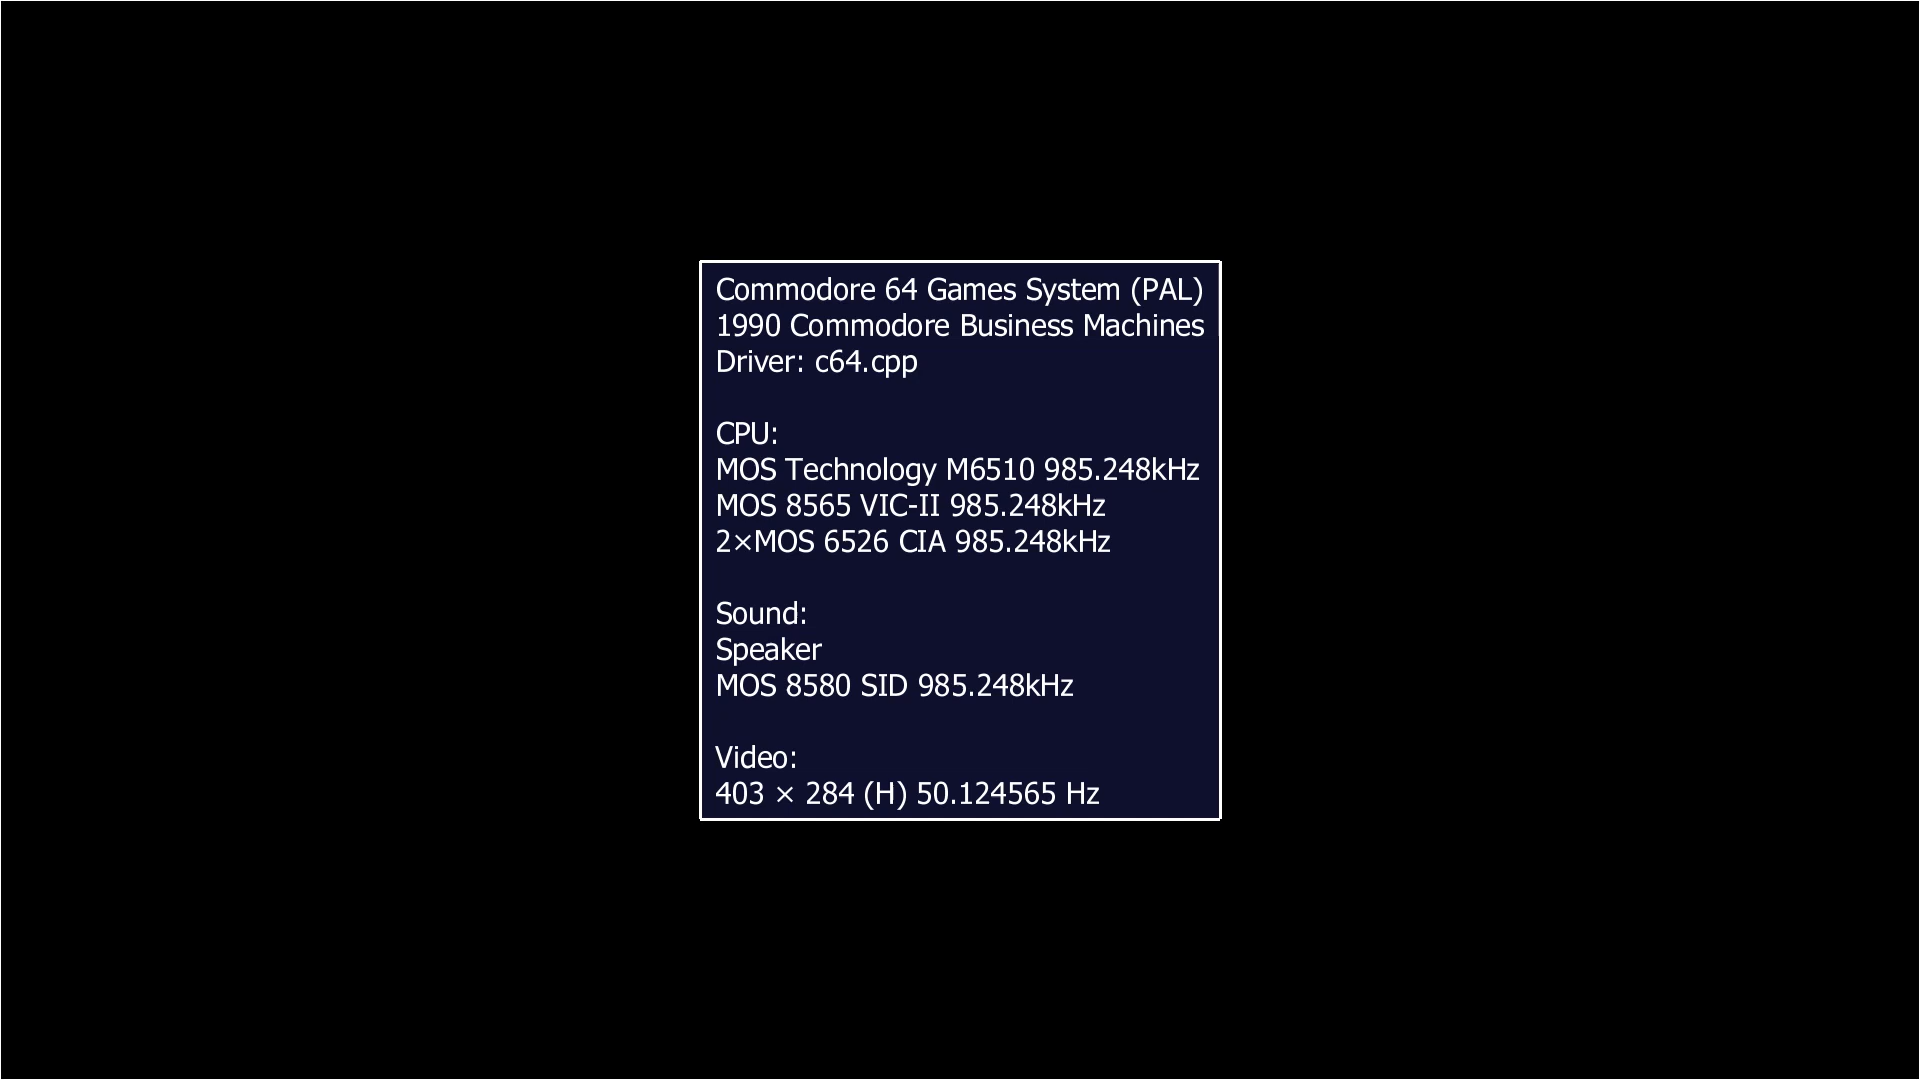 Commodore 64 Games System (PAL)
1990 Commodore Business Machines
Driver: c64.cpp
CPU:
MOS Technology M6510 985.248kHz
MOS 8565 VIC-II 985.248kHz
2×MOS 6526 CIA 985.248kHz
Sound:
Speaker
MOS 8580 SID 985.248kHz
Video:
403 × 284 (H) 50.124565 Hz